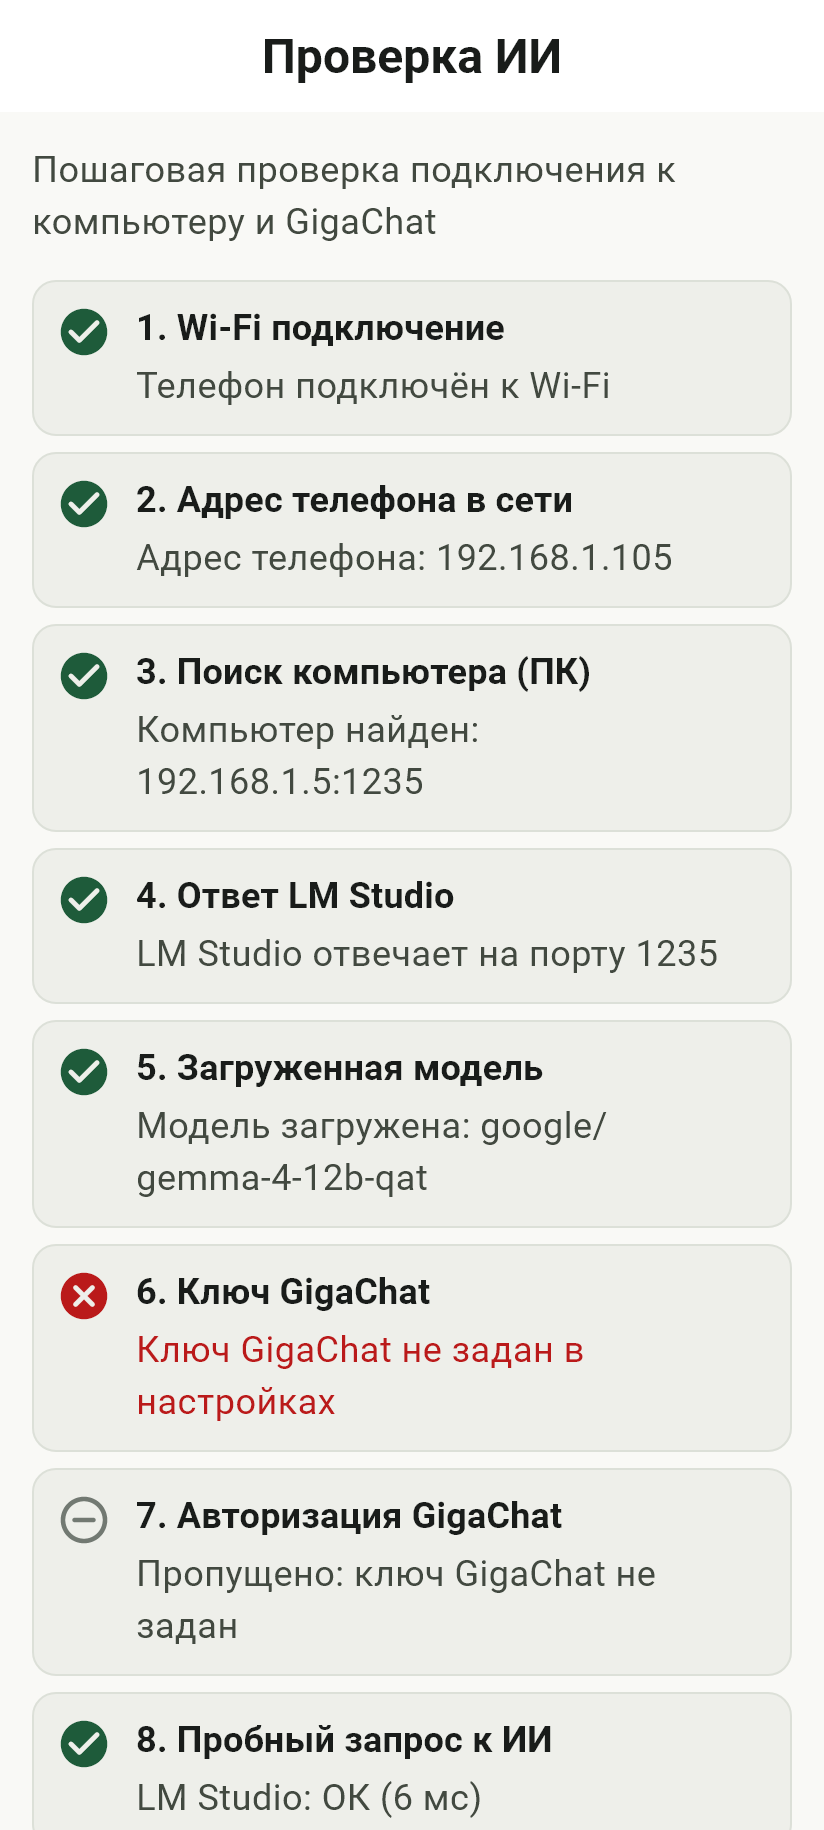 Проверка ИИ
Пошаговая проверка подключения к
компьютеру и GigaChat
1. Wi-Fi подключение
Телефон подключён к Wi-Fi
2. Адрес телефона в сети
Адрес телефона: 192.168.1.105
3. Поиск компьютера (ПК)
Компьютер найден:
192.168.1.5:1235
4. Ответ LM Studio
LM Studio отвечает на порту 1235
5. Загруженная модель
Модель загружена: google/
gemma-4-12b-qat
6. Ключ GigaChat
Ключ GigaChat не задан в
настройках
7. Авторизация GigaChat
Пропущено: ключ GigaChat не
задан
8. Пробный запрос к ИИ
LM Studio: ОК (6 мс)